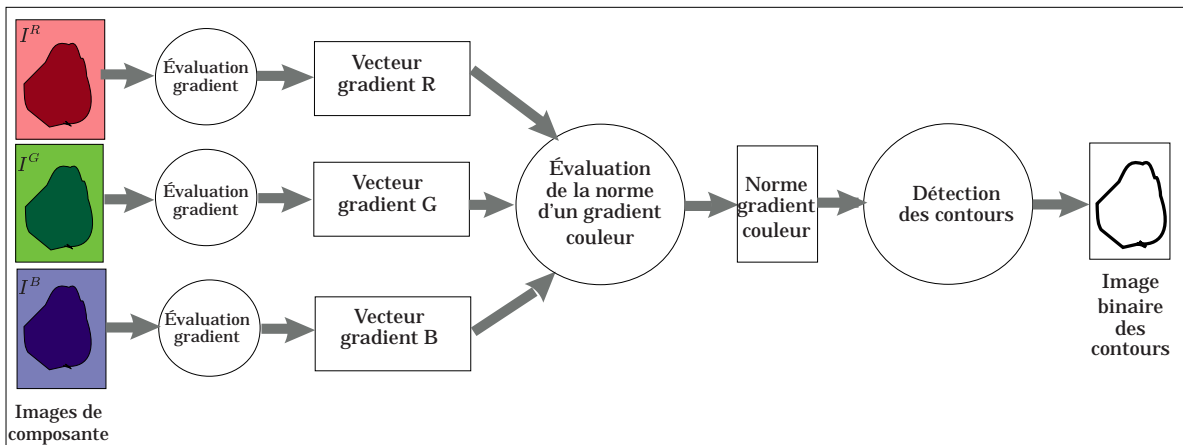 I^R
Évaluation
gradient
Vecteur
gradient R
I^G
Évaluation
gradient
Vecteur
gradient G
I^B
Évaluation
gradient
Vecteur
gradient B
Évaluation
de la norme
d'un gradient
couleur
Norme
gradient
couleur
Détection
des contours
Image
binaire
des
contours
Images de
composante